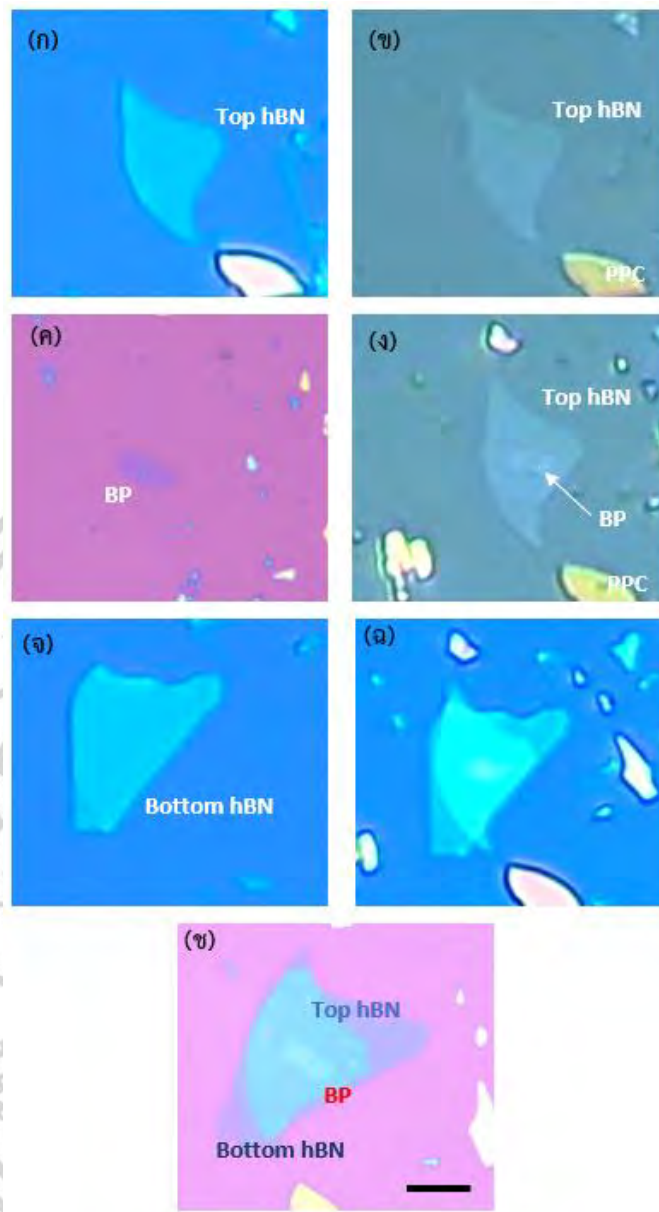 (ก)
Top hBN
(ข)
Top hBN
PPC
(ค)
BP
(ง)
Top hBN
BP
PPC
(จ)
Bottom hBN
(ฉ)
(ช)
Top hBN
BP
Bottom hBN